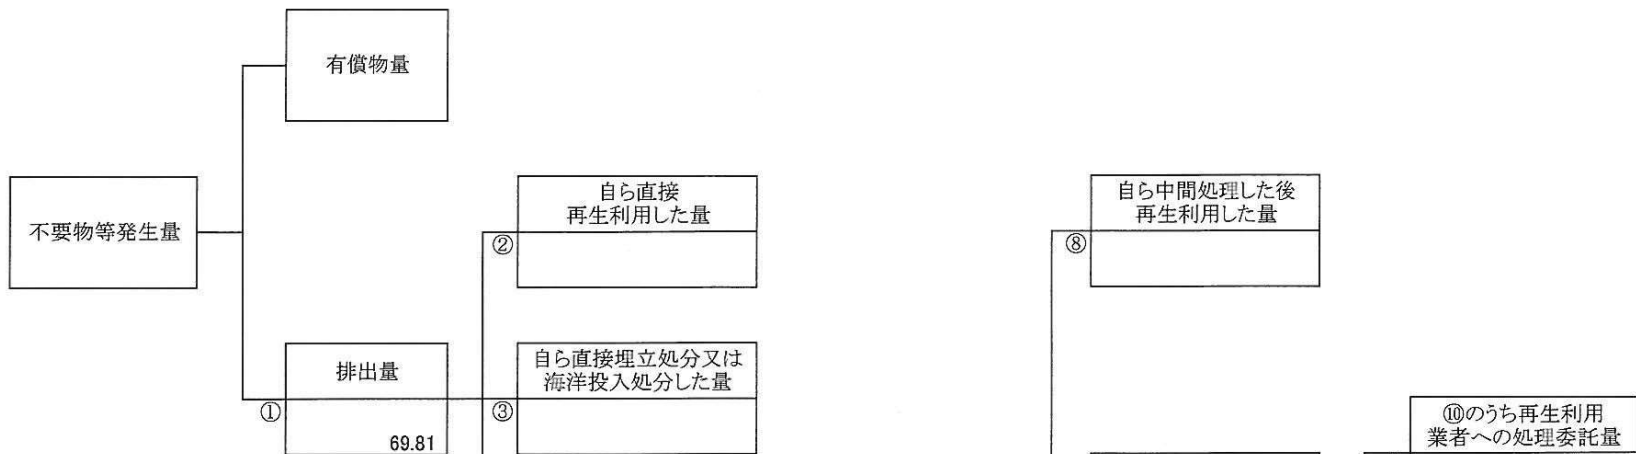 有償物量
不要物等発生量
自ら直接
再生利用した量
②
自ら中間処理した後
再生利用した量
⑧
排出量
①
69.81
自ら直接埋立処分又は
海洋投入処分した量
③
⑩のうち再生利用
業者への処理委託量